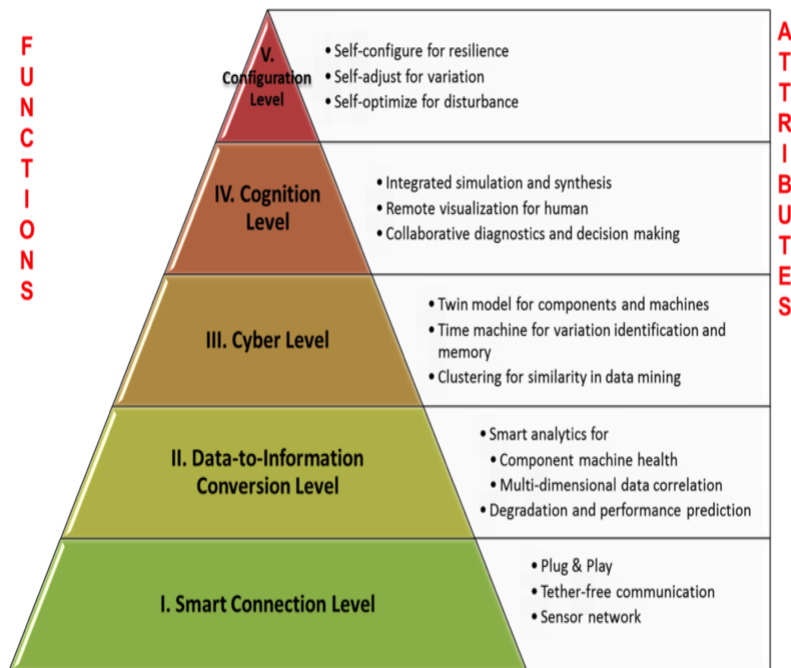 FUNCTIONS
ATTRIBUTES
V.
Configuration
Level
• Self-configure for resilience
• Self-adjust for variation
• Self-optimize for disturbance
IV. Cognition
Level
• Integrated simulation and synthesis
• Remote visualization for human
• Collaborative diagnostics and decision making
III. Cyber Level
• Twin model for components and machines
• Time machine for variation identification and
memory
• Clustering for similarity in data mining
II. Data-to-Information
Conversion Level
• Smart analytics for
• Component machine health
• Multi-dimensional data correlation
• Degradation and performance prediction
I. Smart Connection Level
• Plug & Play
• Tether-free communication
• Sensor network